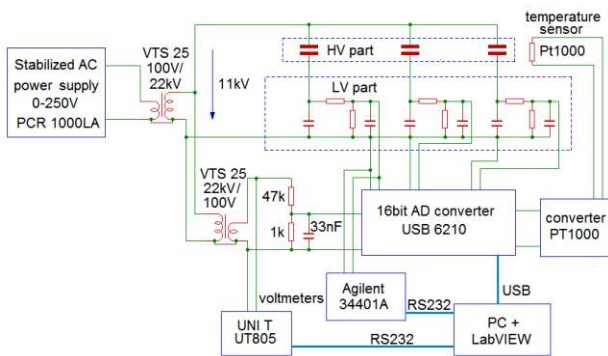 Stabilized AC
power supply
0-250V
PCR 1000LA
VTS 25
100V/
22kV
11kV
HV part
LV part
temperature
sensor
Pt1000
VTS 25
22kV/
100V
47k
1k
33nF
16bit AD converter
USB 6210
converter
PT1000
voltmeters
Agilent
34401A
RS232
USB
UNI T
UT805
RS232
PC +
LabVIEW